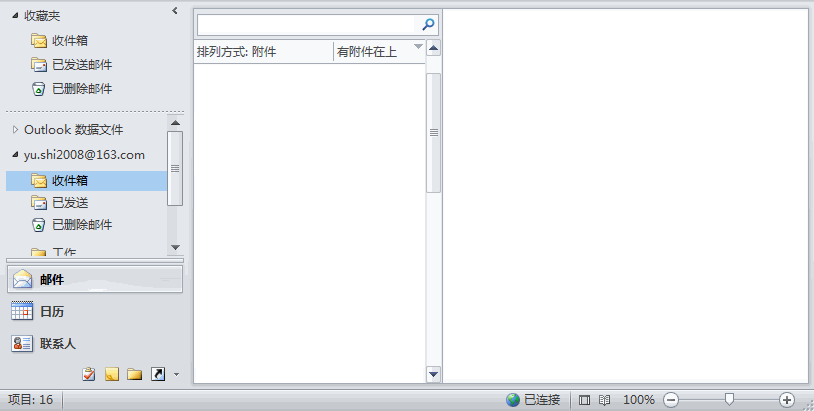 收藏夹
收件箱
已发送邮件
已删除邮件
Outlook 数据文件
yu.shi2008@163.com
收件箱
已发送
已删除邮件
工作
邮件
日历
联系人
排列方式: 附件 有附件在上
项目: 16 已连接 100%